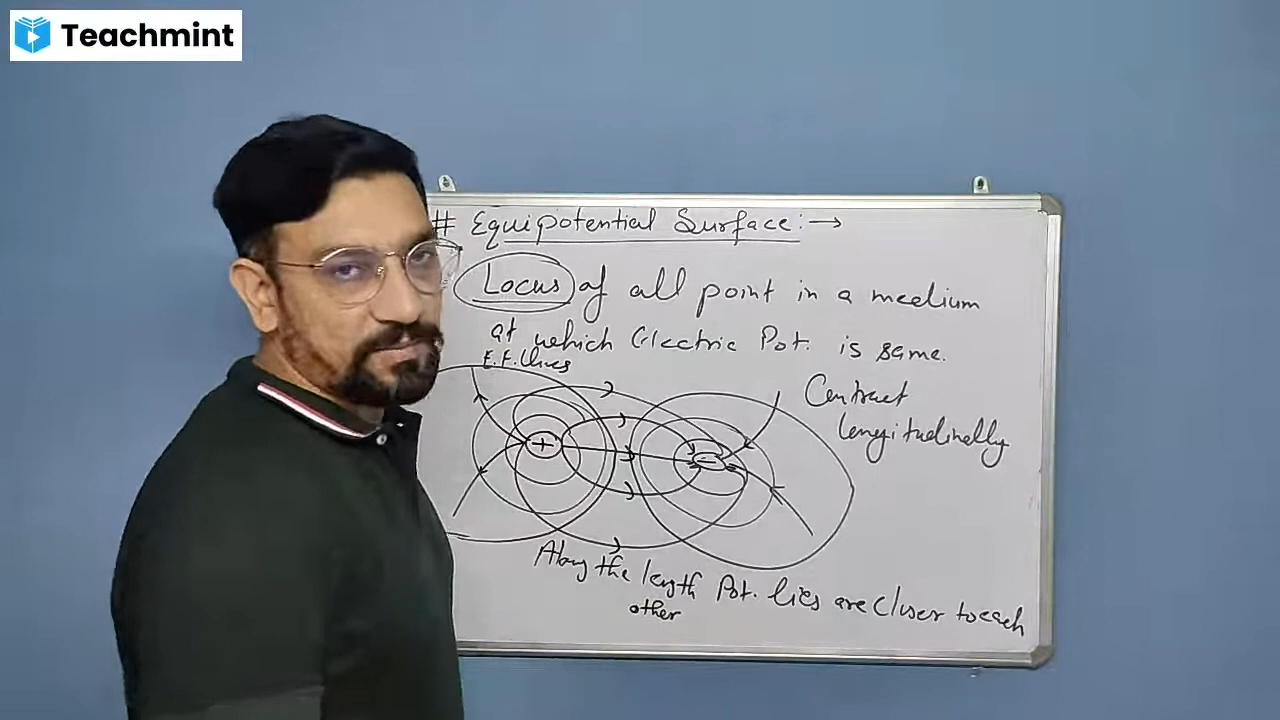 Teachmint
# Equipotential Surface:→
Locus of all point in a medium
at which Electric Pot. is same.
E.F. lines
Contract
longitudinally
+
-
Along the length Pot. lies are closer to each
other